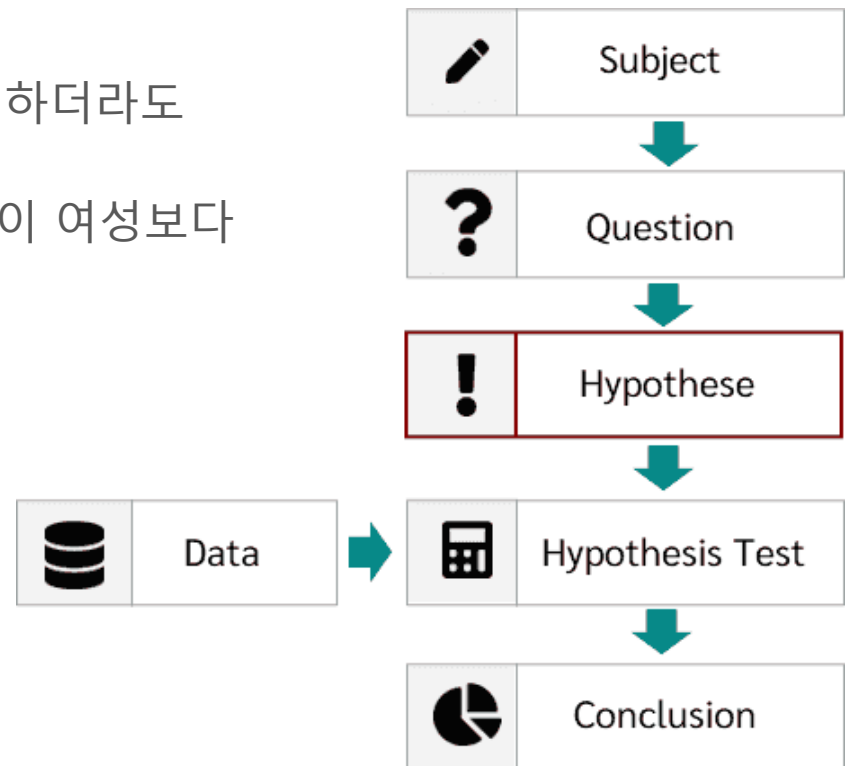 하더라도
이 여성보다
Subject
Question
Hypothese
Data
Hypothesis Test
Conclusion